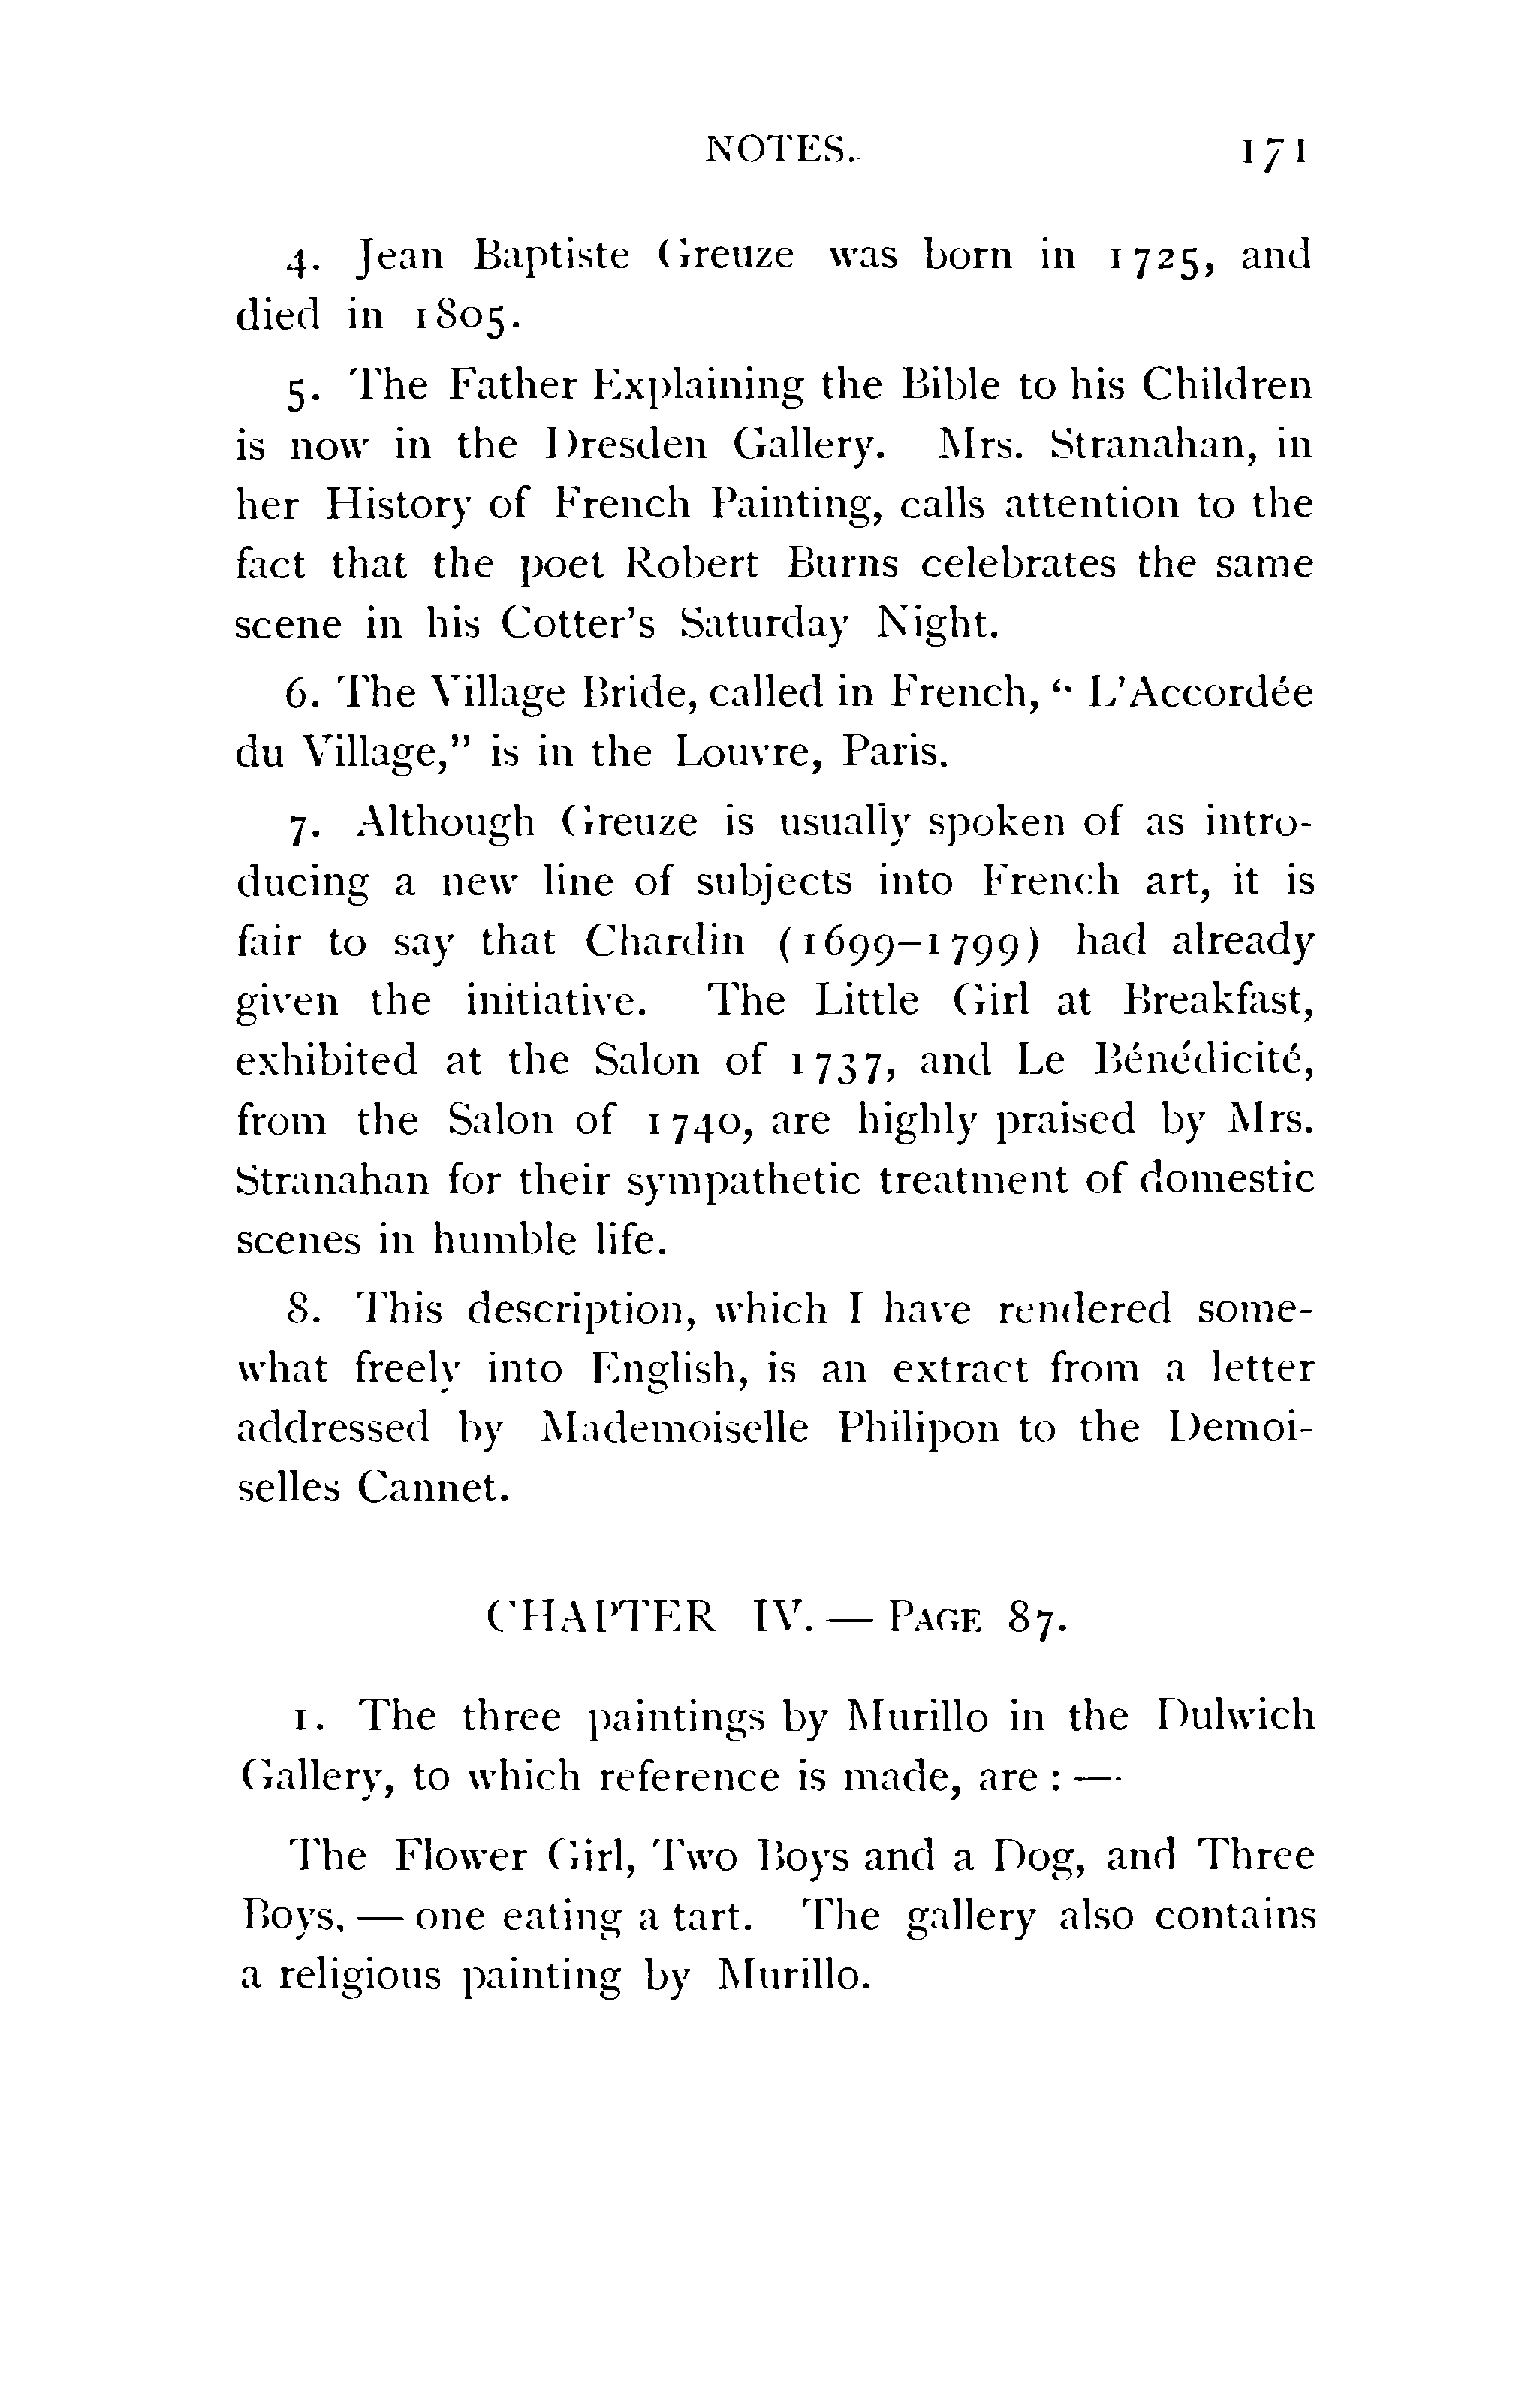 NOTES. 171
4. Jean Baptiste Greuze was born in 1725, and
died in 1805.
5. The Father Explaining the Bible to his Children
is now in the Dresden Gallery. Mrs. Stranahan, in
her History of French Painting, calls attention to the
fact that the poet Robert Burns celebrates the same
scene in his Cotter's Saturday Night.
6. The Village Bride, called in French, “L'Accordée
du Village,” is in the Louvre, Paris.
7. Although Greuze is usually spoken of as intro-
ducing a new line of subjects into French art, it is
fair to say that Chardin (1699–1799) had already
given the initiative. The Little Girl at Breakfast,
exhibited at the Salon of 1737, and Le Bénédicité,
from the Salon of 1740, are highly praised by Mrs.
Stranahan for their sympathetic treatment of domestic
scenes in humble life.
8. This description, which I have rendered some-
what freely into English, is an extract from a letter
addressed by Mademoiselle Philipon to the Demoi-
selles Cannet.
CHAPTER IV. — PAGE 87.
1. The three paintings by Murillo in the Dulwich
Gallery, to which reference is made, are : —
The Flower Girl, Two Boys and a Dog, and Three
Boys, — one eating a tart. The gallery also contains
a religious painting by Murillo.